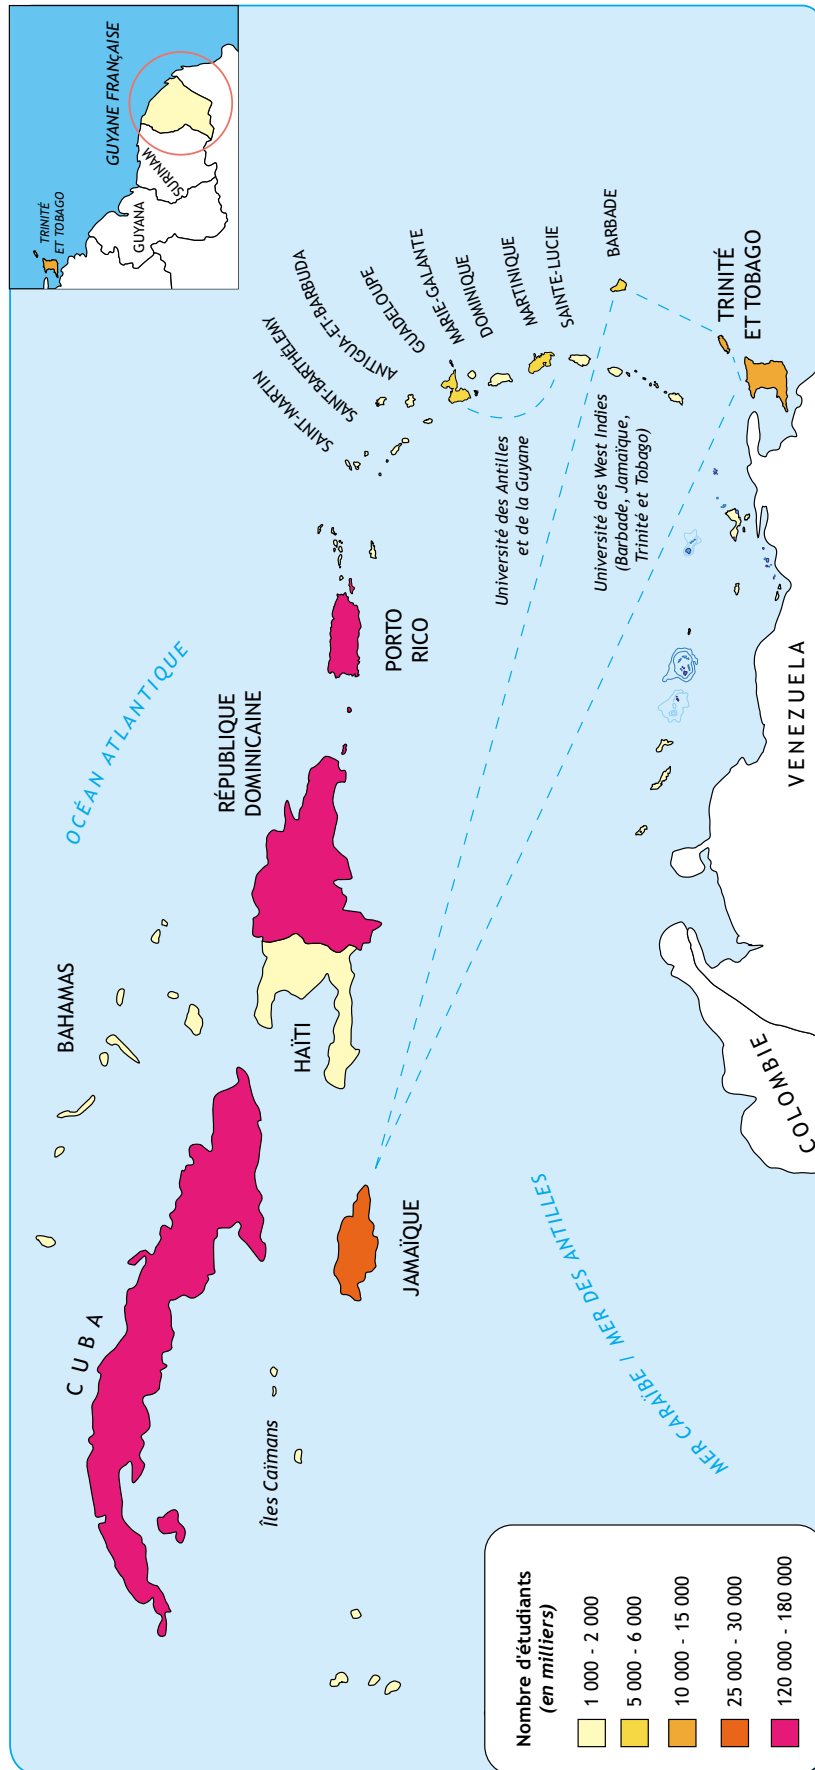 OCÉAN ATLANTIQUE
BAHAMAS
CUBA
Îles Caïmans
JAMAÏQUE
HAÏTI
RÉPUBLIQUE
DOMINICAINE
PORTO
RICO
SAINT-MARTIN
SAINT-BARTHÉLEMY
ANTIGUA-ET-BARBUDA
GUADELOUPE
MARIE-GALANTE
DOMINIQUE
MARTINIQUE
SAINTE-LUCIE
BARBADE
TRINITÉ
ET TOBAGO
Université des Antilles
et de la Guyane
Université des West Indies
(Barbade, Jamaïque,
Trinité et Tobago)
MER CARAÏBE / MER DES ANTILLES
COLOMBIE
VENEZUELA
TRINITÉ
ET TOBAGO
GUYANA
SURINAM
GUYANE FRANçAISE
Nombre d'étudiants
(en milliers)
1 000 - 2 000
5 000 - 6 000
10 000 - 15 000
25 000 - 30 000
120 000 - 180 000